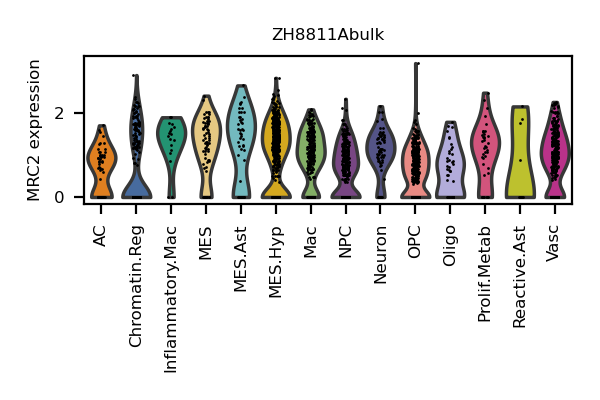 ZH8811Abulk
MRC2 expression
2
0
AC
Chromatin.Reg
Inflammatory.Mac
MES
MES.Ast
MES.Hyp
Mac
NPC
Neuron
OPC
Oligo
Prolif.Metab
Reactive.Ast
Vasc